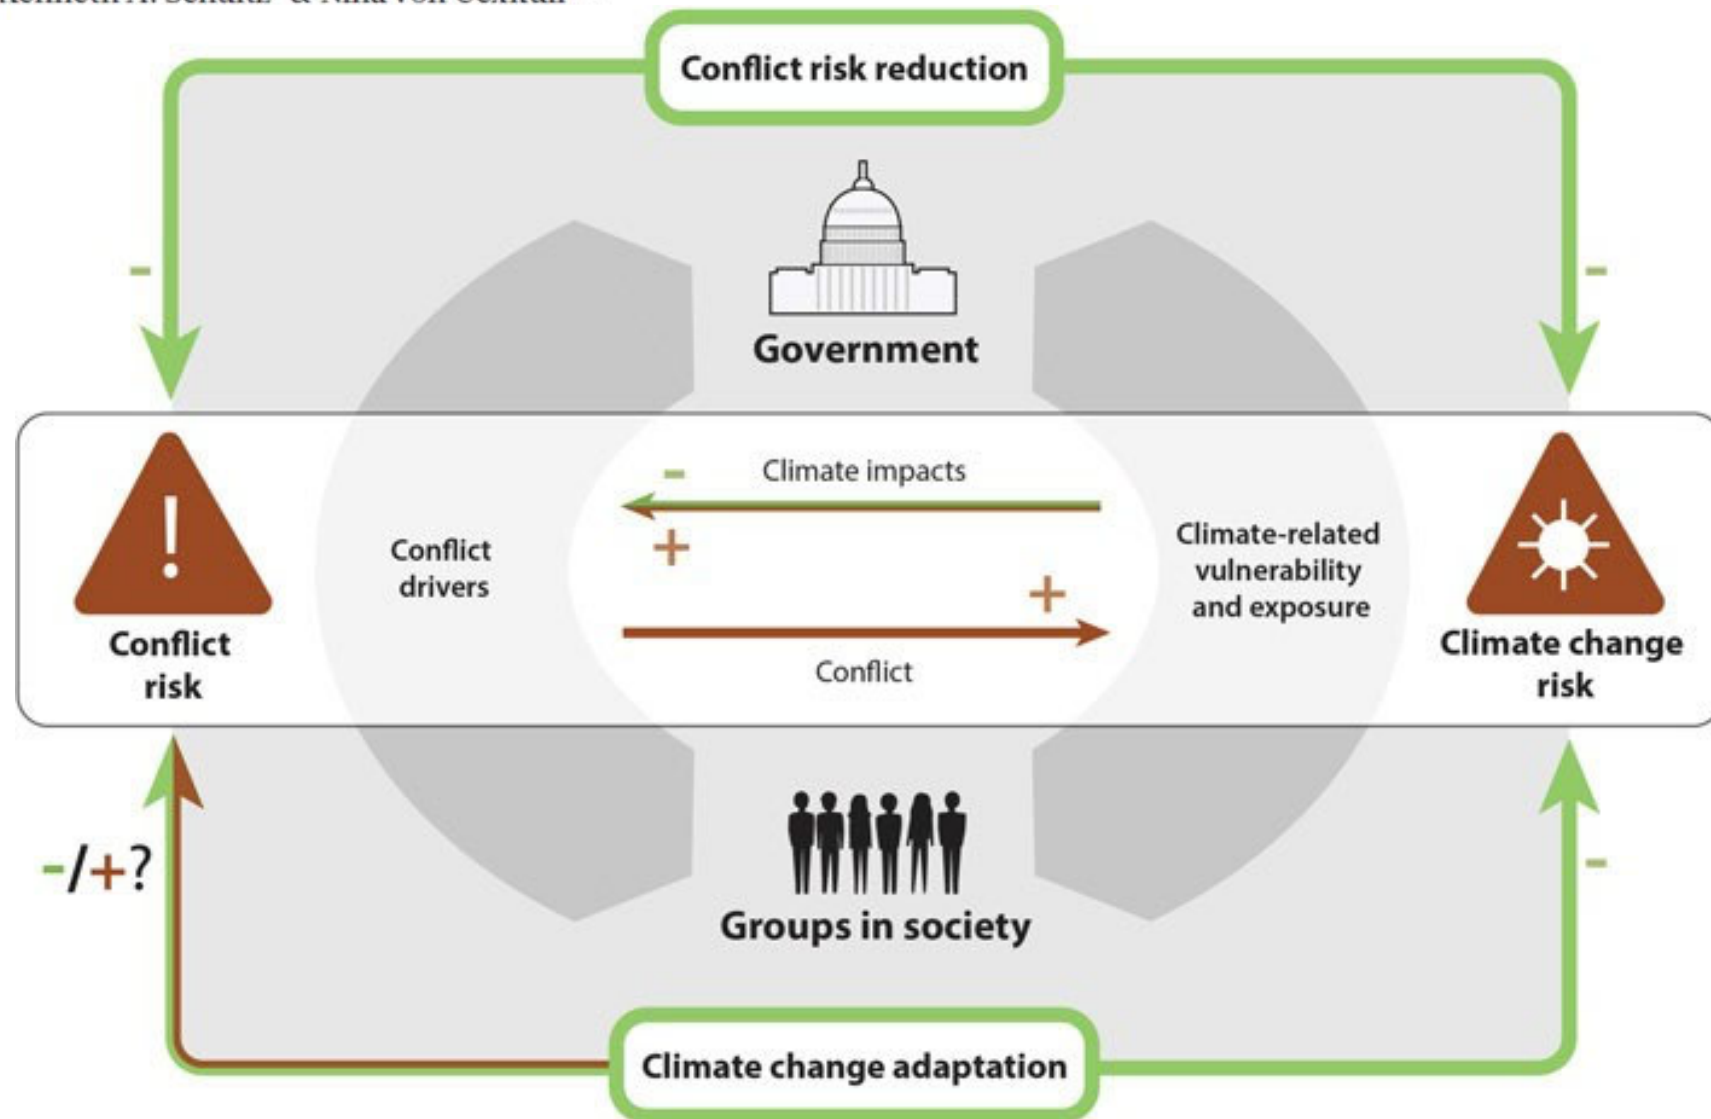 Conflict risk reduction
-
-
Government
Climate impacts
-
+
Conflict
drivers
Climate-related
vulnerability
and exposure
+
Conflict
!
Conflict
risk
Climate change
risk
-/+?
-
Groups in society
Climate change adaptation